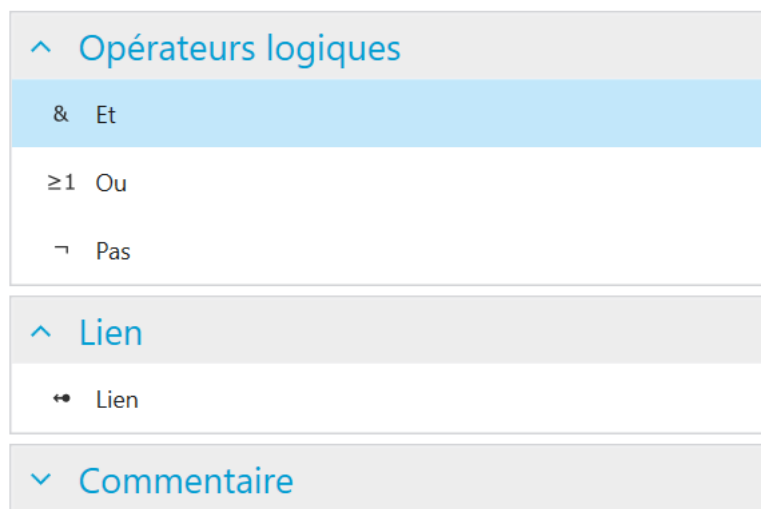 Opérateurs logiques
& Et
≥1 Ou
¬ Pas
Lien
Lien
Commentaire